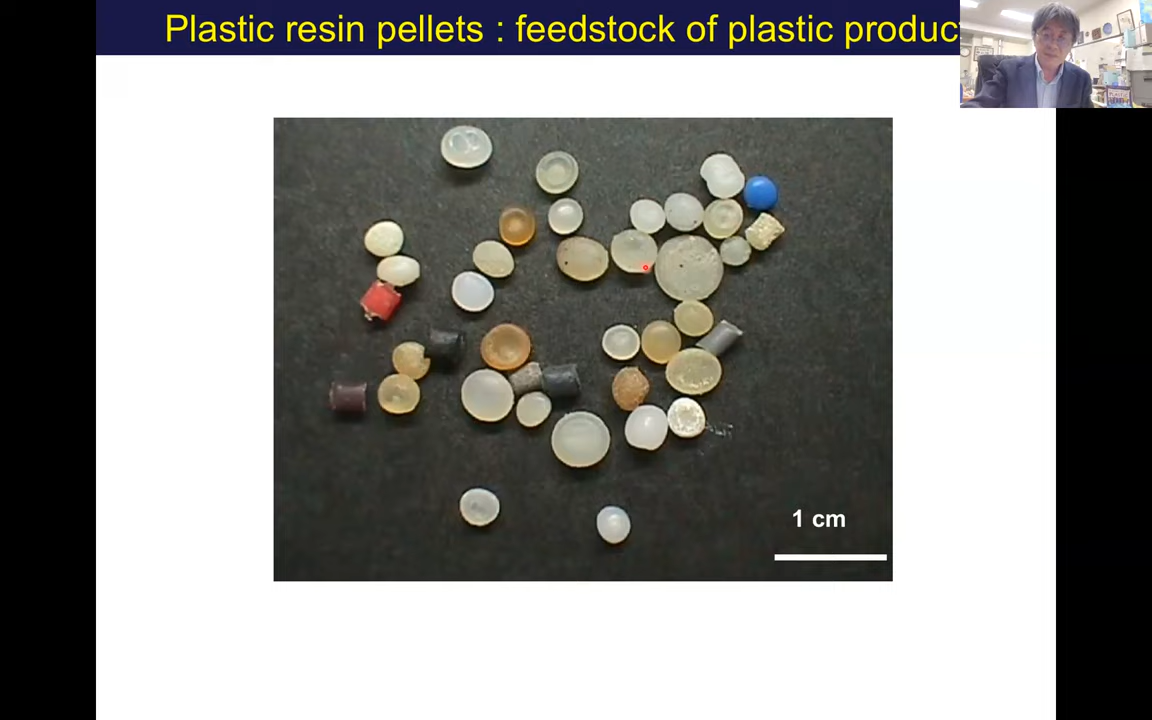 Plastic resin pellets : feedstock of plastic produc
1 cm